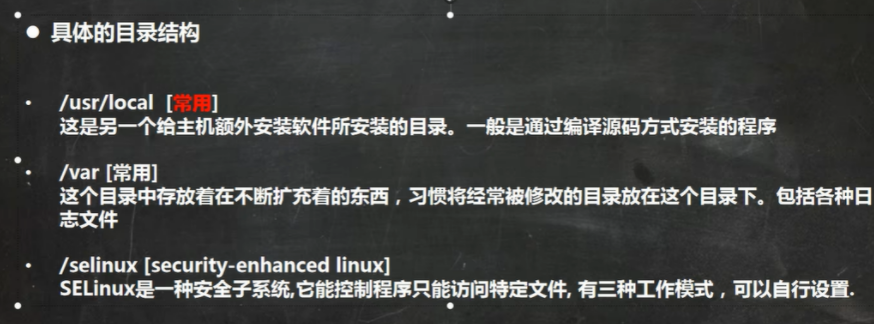 ● 具体的目录结构
• /usr/local [常用]
这是另一个给主机额外安装软件所安装的目录。一般是通过编译源码方式安装的程序
• /var [常用]
这个目录中存放着在不断扩充着的东西，习惯将经常被修改的目录放在这个目录下。包括各种日
志文件
• /selinux [security-enhanced linux]
SELinux是一种安全子系统,它能控制程序只能访问特定文件, 有三种工作模式，可以自行设置.